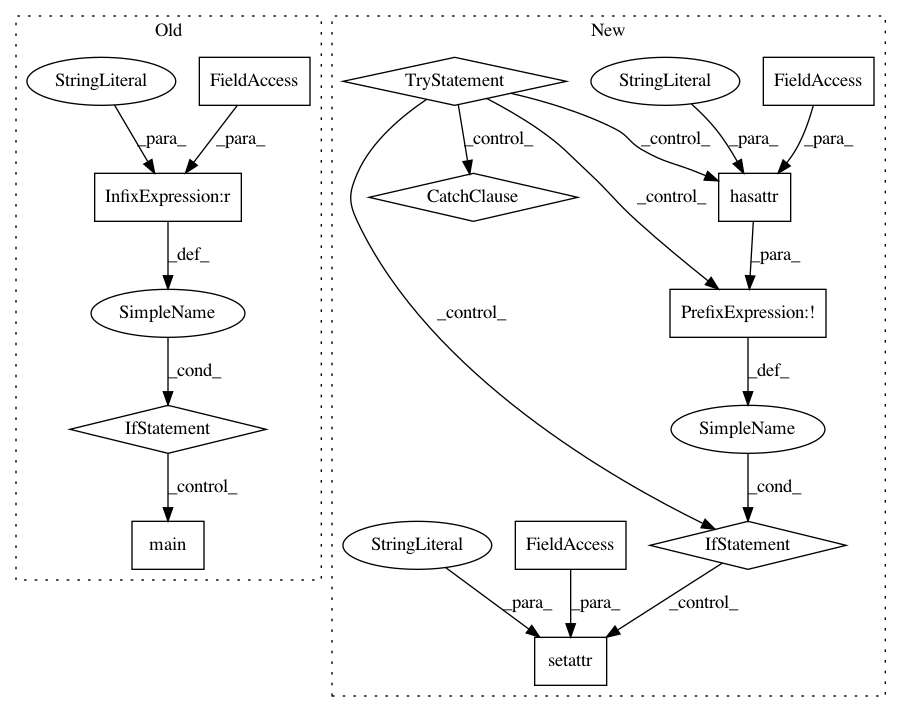 Old
New
StringLiteral
FieldAccess
TryStatement
StringLiteral
FieldAccess
_para_
_para_
_control_
_control_
_para_
_para_
InfixExpression:r
CatchClause
hasattr
_control_
_def_
_para_
SimpleName
PrefixExpression:!
_control_
_cond_
_def_
IfStatement
SimpleName
_control_
_cond_
main
StringLiteral
FieldAccess
IfStatement
_para_
_para_
_control_
setattr